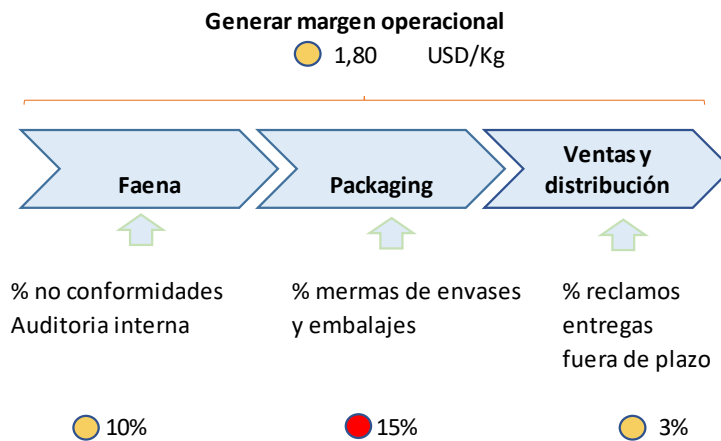 Generar margen operacional
1,80 USD/Kg
Faena
Packaging
Ventas y
distribución
% no conformidades
Auditoria interna
% mermas de envases
y embalajes
% reclamos
entregas
fuera de plazo
10%
15%
3%